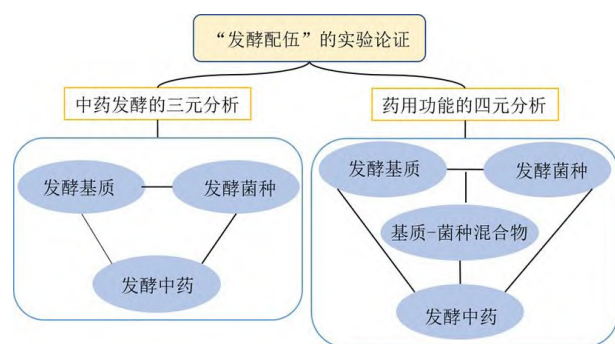 “发酵配伍”的实验论证
中药发酵的三元分析
药用功能的四元分析
发酵基质
发酵菌种
发酵中药
发酵基质
发酵菌种
基质-菌种混合物
发酵中药